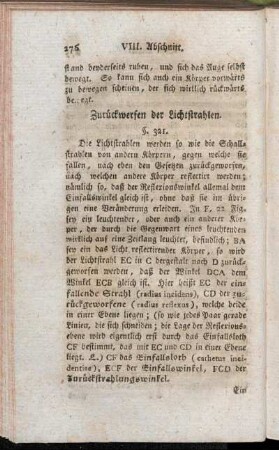 276 VIII. Abschnitt.
stand beyderseits ruhen, und sich das Auge selbst
bewegt. So kann sich auch ein Körper vorwärts
zu bewegen scheinen, der sich wirklich rückwärts
be egt.
Zurückwerfen der Lichtstrahlen.
§. 321.
Die Lichtstrahlen werden so wie die Schalls
strahlen von andern Körpern, gegen welche sie
fallen, nach eben den Gesetzen zurückgeworfen,
nach welchen andere Körper reflectirt werden;
nämlich so, daß der Reflexionswinkel allemal dem
Einfallswinkel gleich ist, ohne daß sie im übri-
gen eine Veränderung erleiden. In F. 22 Fig.
sey ein leuchtender, oder auch ein anderer Kör-
per, der durch die Gegenwart eines leuchtenden
mittelbar auf eine Zeitlang leuchtet, befindlich; BA
sey ein das Licht reflectirender Körper, so wird
der Lichtstrahl EC in C dergestalt nach D zurück-
geworfen werden, daß der Winkel DCA dem
Winkel ECB gleich ist. Hier heißt EC der ein-
fallende Strahl (radius incidens), CD der zu-
rückgeworfene (radius reflexus), welche beide
in einer Ebene liegen; (so wie jedes Paar gerade
Linien, die sich schneiden; die Lage der Reflexions-
ebene wird eigentlich erst durch das Einfallsloth
CF bestimmt, das mit EC und CD in einer Ebene
liegt. L.) CF das Einfallsloth (cathetus inci-
dentiae), ECF der Einfallswinkel, FCD der
Zurückstrahlungswinkel.
Ein